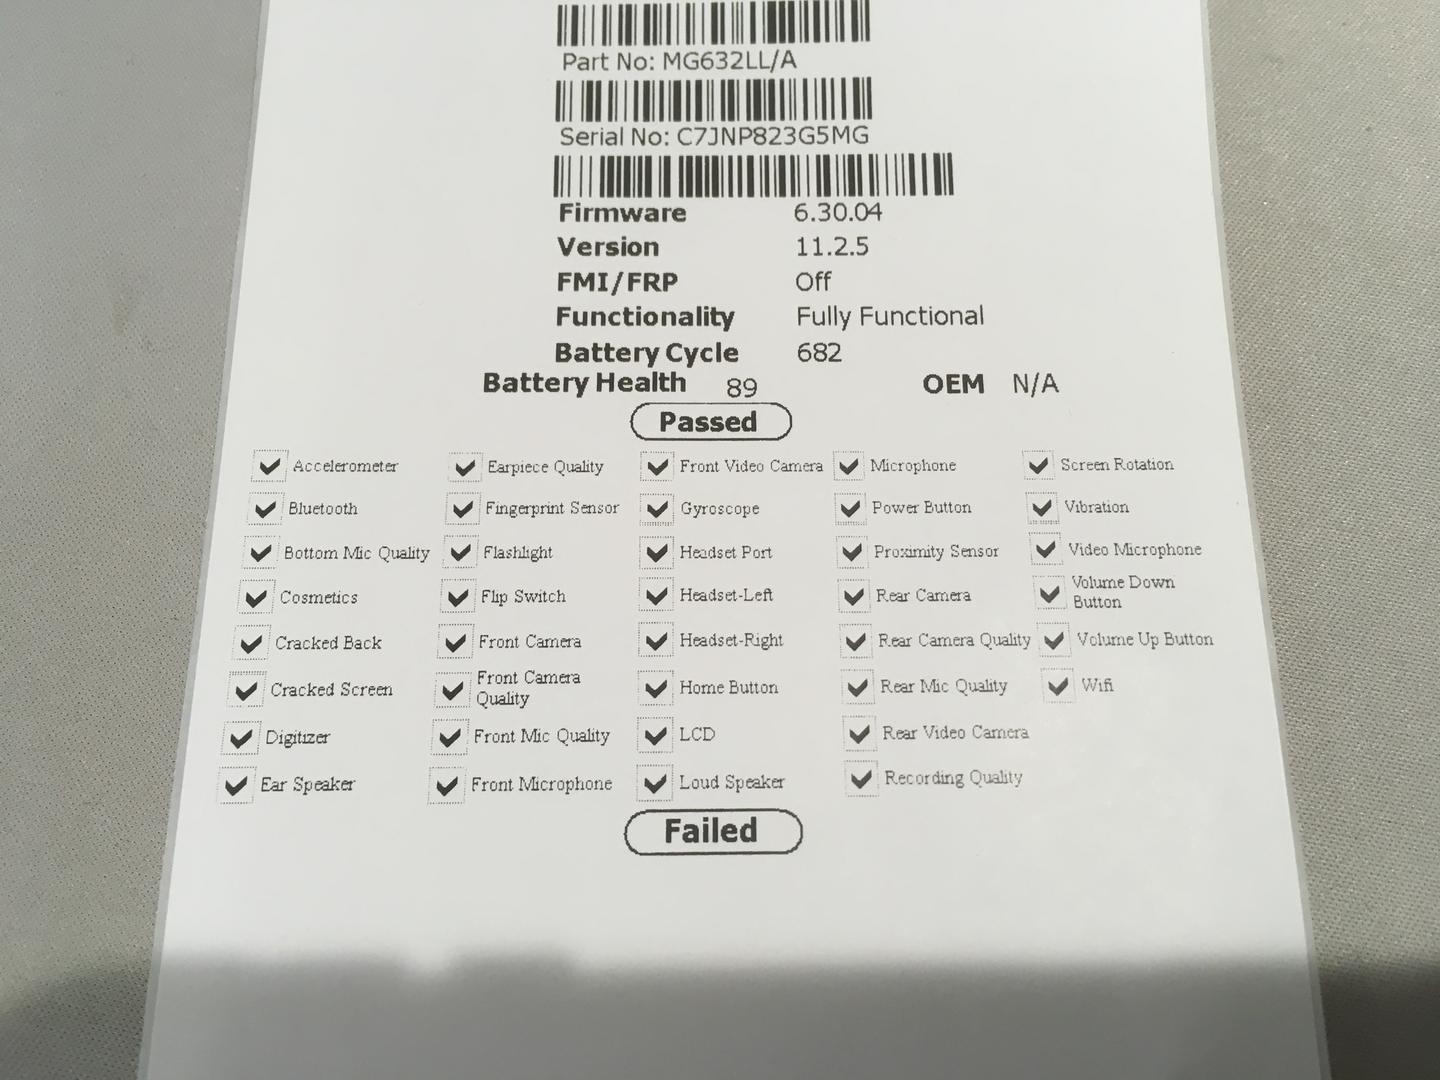 Part No: MG632LL/A
Serial No: C7JNP823G5MG
Firmware 6.30.04
Version 11.2.5
FMI/FRP Off
Functionality Fully Functional
Battery Cycle 682
Battery Health 89 OEM N/A
Passed
Accelerometer Earpiece Quality Front Video Camera Microphone Screen Rotation
Bluetooth Fingerprint Sensor Gyroscope Power Button Vibration
Bottom Mic Quality Flashlight Headset Port Proximity Sensor Video Microphone
Cosmetics Flip Switch Headset-Left Rear Camera Volume Down Button
Cracked Back Front Camera Headset-Right Rear Camera Quality Volume Up Button
Cracked Screen Front Camera Quality Home Button Rear Mic Quality Wifi
Digitizer Front Mic Quality LCD Rear Video Camera
Ear Speaker Front Microphone Loud Speaker Recording Quality
Failed